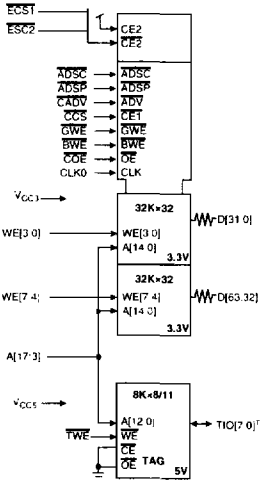 ECS1
ESC2
CE2
CE2
ADSC ADSC
ADSP ADSP
CADV ADV
CCS CE1
GWE GWE
BWE BWE
COE OE
CLK0 CLK
VCC3
32K×32
D[31:0]
WE[3:0] WE[3:0]
A[14:0]
3.3V
32K×32
WE[7:4] WE[7:4] D[63:32]
A[14:0]
3.3V
A[17:3]
8K×8/11
VCC5
A[12:0] TIO[7:0]
TWE WE
CE
OE TAG
5V